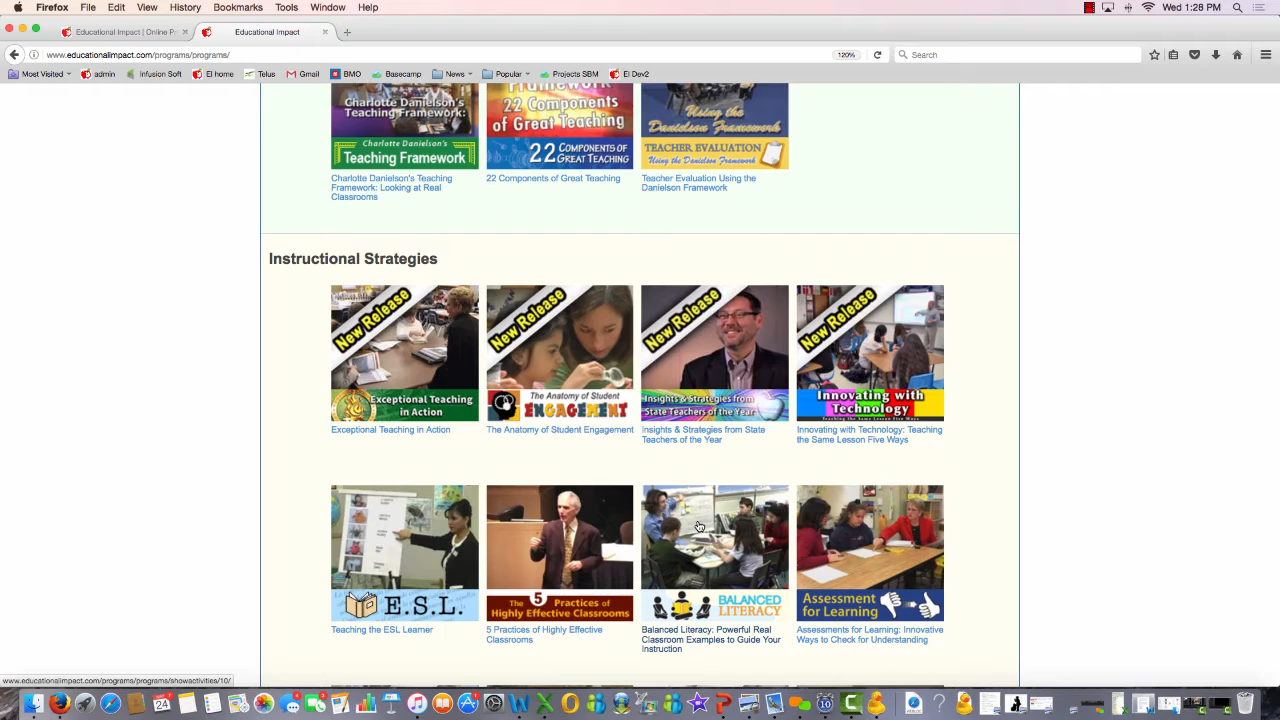 Firefox File Edit View History Bookmarks Tools Window Help
Wed 1:28 PM
Educational Impact | Online Pr
Educational Impact
www.educationalimpact.com/programs/programs/
120%
Search
Most Visited
admin
Infusion Soft
EI home
Telus
Gmail
BMO
Basecamp
News
Popular
Projects SBM
EI Dev2
Charlotte Danielson's
Teaching Framework:
Charlotte Danielson's
Teaching Framework
Charlotte Danielson's Teaching
Framework: Looking at Real
Classrooms
Framework
22 Components
of Great Teaching
22 COMPONENTS OF
GREAT TEACHING
22 Components of Great Teaching
Using the
Danielson Framework
TEACHER EVALUATION
Using the Danielson Framework
Teacher Evaluation Using the
Danielson Framework
Instructional Strategies
New Release
Exceptional Teaching
in Action
Exceptional Teaching in Action
New Release
The Anatomy of Student
ENGAGEMENT
The Anatomy of Student Engagement
New Release
Insights & Strategies from
State Teachers of the Year
Insights & Strategies from State
Teachers of the Year
New Release
Innovating with
Technology:
Teaching the Same Lesson Five Ways
Innovating with Technology: Teaching
the Same Lesson Five Ways
E.S.L.
Teaching the ESL Learner
The 5 Practices of
Highly Effective Classrooms
5 Practices of Highly Effective
Classrooms
BALANCED
LITERACY
Balanced Literacy: Powerful Real
Classroom Examples to Guide Your
Instruction
Assessment
for Learning
Assessments for Learning: Innovative
Ways to Check for Understanding
www.educationalimpact.com/programs/programs/showactivities/10/